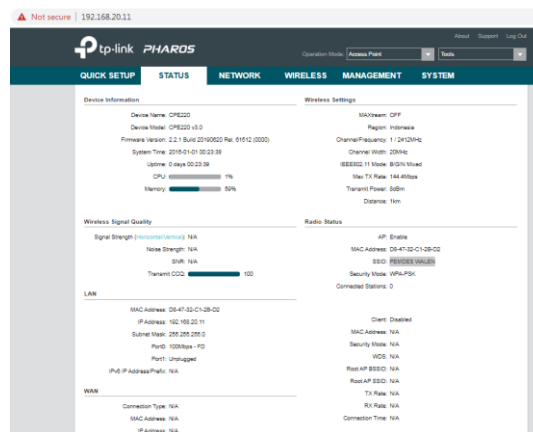 Not secure | 192.168.20.11
About Support Log Out
tp-link PHAROS
Operation Mode: Access Point Tools
QUICK SETUP STATUS NETWORK WIRELESS MANAGEMENT SYSTEM
Device Information
Device Name: CPE220
Device Model: CPE220 v3.0
Firmware Version: 2.2.1 Build 20190620 Rel. 61512 (0000)
System Time: 2015-01-01 00:23:38
Uptime: 0 days 00:23:39
CPU: 1%
Memory: 59%
Wireless Settings
MAXtream: OFF
Region: Indonesia
Channel/Frequency: 1 / 2412MHz
Channel Width: 20MHz
IEEE802.11 Mode: B/G/N Mixed
Max TX Rate: 144.4Mbps
Transmit Power: 8dBm
Distance: 1km
Wireless Signal Quality
Signal Strength (Horizontal/Vertical): N/A
Noise Strength: N/A
SNR: N/A
Transmit CCQ: 100
Radio Status
AP: Enable
MAC Address: D8-47-32-C1-2B-D2
SSID: PEMDES WALEN
Security Mode: WPA-PSK
Connected Stations: 0
LAN
MAC Address: D8-47-32-C1-2B-D2
IP Address: 192.168.20.11
Subnet Mask: 255.255.255.0
Port0: 100Mbps - FD
Port1: Unplugged
IPv6 IP Address/Prefix: N/A
Client: Disabled
MAC Address: N/A
Security Mode: N/A
WDS: N/A
Root AP BSSID: N/A
Root AP SSID: N/A
TX Rate: N/A
RX Rate: N/A
Connection Time: N/A
WAN
Connection Type: N/A
MAC Address: N/A
IP Address: N/A